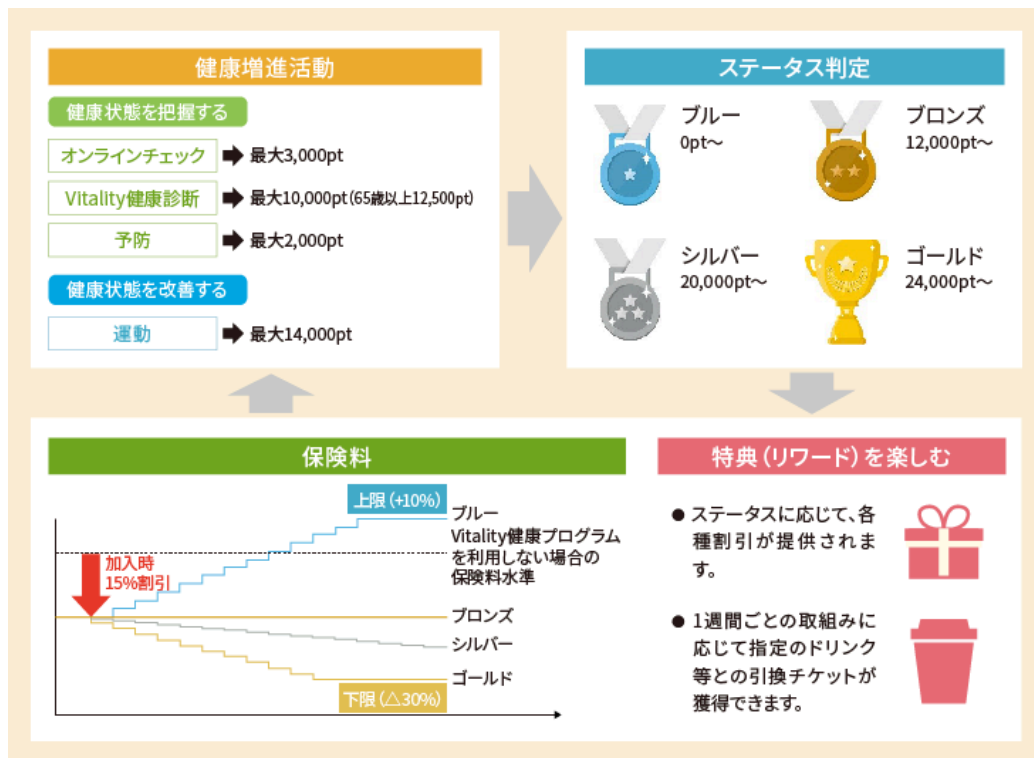 健康増進活動
健康状態を把握する
オンラインチェック
最大3,000pt
Vitality健康診断
最大10,000pt(65歳以上12,500pt)
予防
最大2,000pt
健康状態を改善する
運動
最大14,000pt
ステータス判定
ブルー
0pt〜
ブロンズ
12,000pt〜
シルバー
20,000pt〜
ゴールド
24,000pt〜
保険料
上限(+10%)
加入時
15%割引
ブルー
Vitality健康プログラム
を利用しない場合の
保険料水準
ブロンズ
シルバー
ゴールド
下限(△30%)
特典(リワード)を楽しむ
● ステータスに応じて、各
種割引が提供されま
す。
● 1週間ごとの取組みに
応じて指定のドリンク
等との引換チケットが
獲得できます。